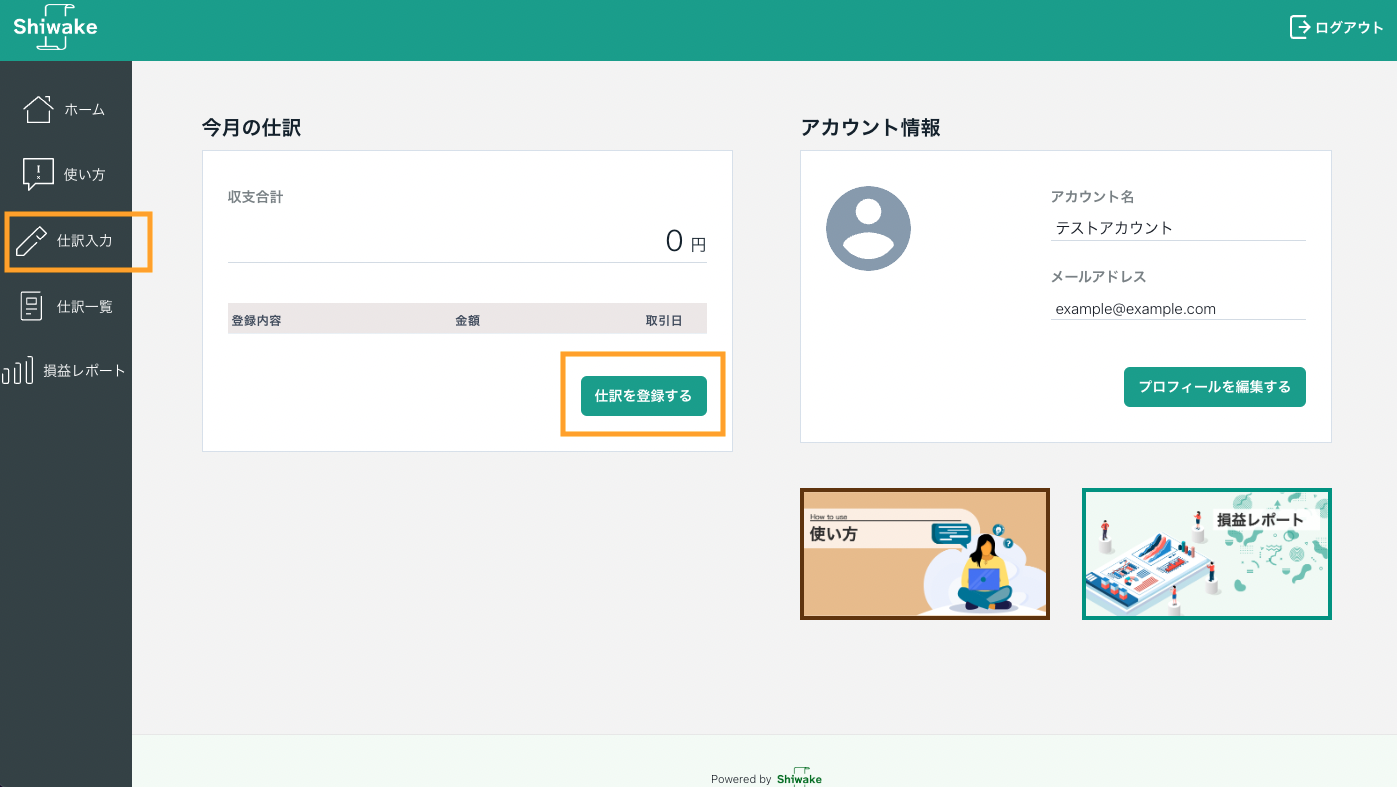 Shiwake
ログアウト
ホーム
使い方
仕訳入力
仕訳一覧
損益レポート
今月の仕訳
収支合計
0 円
登録内容 金額 取引日
仕訳を登録する
アカウント情報
アカウント名
テストアカウント
メールアドレス
example@example.com
プロフィールを編集する
How to use
使い方
損益レポート
Powered by Shiwake